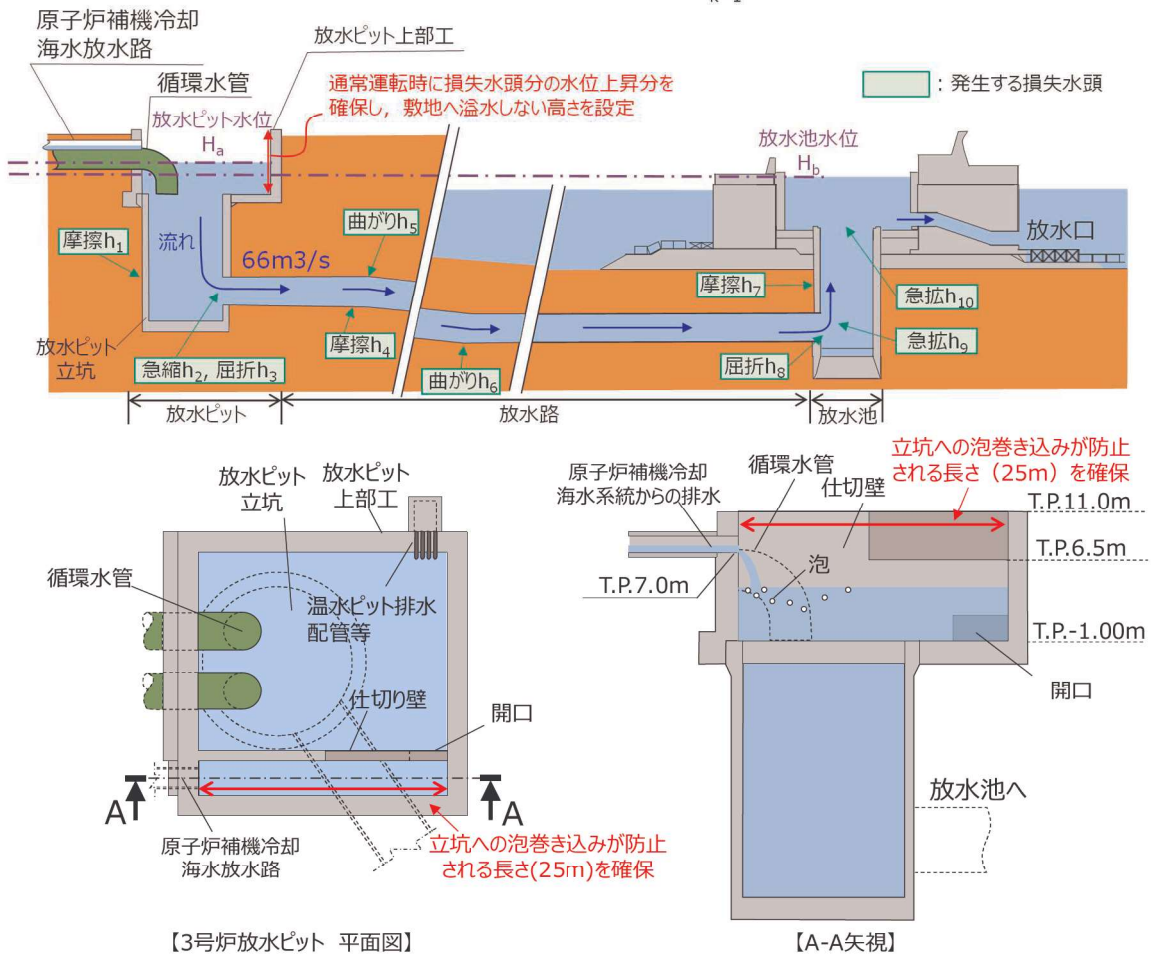 k=1
原子炉補機冷却
海水放水路
循環水管
放水ピット上部工
通常運転時に損失水頭分の水位上昇分を
確保し，敷地へ溢水しない高さを設定
：発生する損失水頭
放水ピット水位
Ha
放水池水位
Hb
摩擦h1
流れ
66m3/s
曲がりh5
放水口
摩擦h7
急拡h10
放水ピット
立坑
急縮h2, 屈折h3
摩擦h4
曲がりh6
屈折h8
急拡h9
放水ピット
放水路
放水池
放水ピット
立坑
放水ピット
上部工
循環水管
温水ピット排水
配管等
仕切り壁
開口
A
A
原子炉補機冷却
海水放水路
立坑への泡巻き込みが防止
される長さ(25m)を確保
【3号炉放水ピット 平面図】
原子炉補機冷却
海水系統からの排水
循環水管
仕切壁
立坑への泡巻き込みが防止
される長さ（25m）を確保
T.P.11.0m
T.P.6.5m
T.P.7.0m
泡
T.P.-1.00m
開口
放水池へ
【A-A矢視】